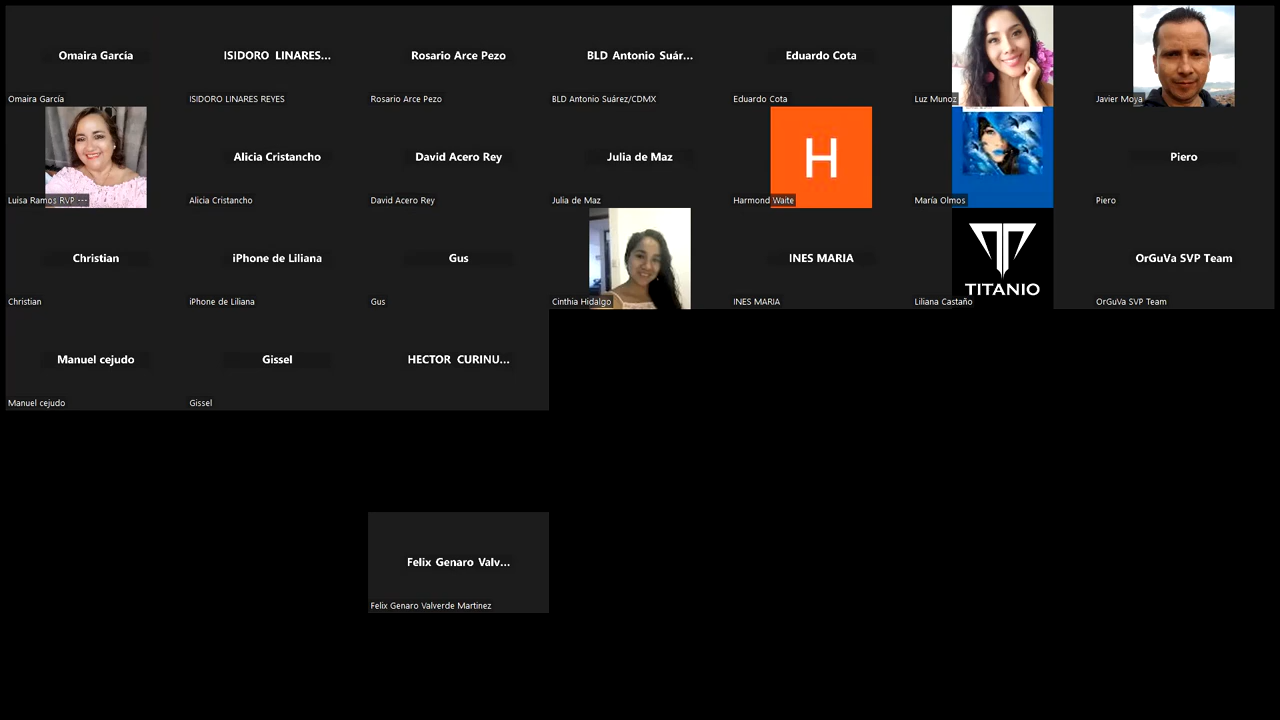 Omaira García
ISIDORO LINARES...
Rosario Arce Pezo
BLD Antonio Suár...
Eduardo Cota
Omaira García
ISIDORO LINARES REYES
Rosario Arce Pezo
BLD Antonio Suárez/CDMX
Eduardo Cota
Luz Munoz
Javier Moya
Alicia Cristancho
David Acero Rey
Julia de Maz
H
Piero
Luisa Ramos RVP ---
Alicia Cristancho
David Acero Rey
Julia de Maz
Harmond Waite
María Olmos
Piero
Christian
iPhone de Liliana
Gus
INES MARIA
TITANIO
OrGuVa SVP Team
Christian
iPhone de Liliana
Gus
Cinthia Hidalgo
INES MARIA
Liliana Castaño
OrGuVa SVP Team
Manuel cejudo
Gissel
HECTOR CURINU...
Manuel cejudo
Gissel
Felix Genaro Valv...
Felix Genaro Valverde Martinez